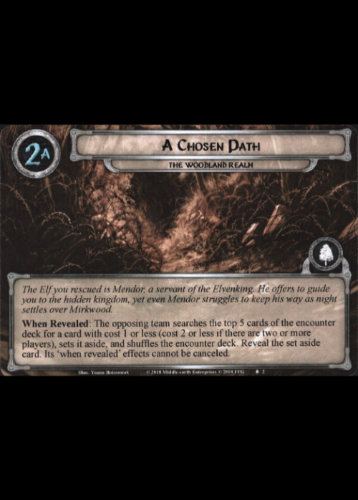 2A
A Chosen Path
The Woodland Realm
The Elf you rescued is Mendor, a servant of the Elvenking. He offers to guide
you to the hidden kingdom, yet even Mendor struggles to keep his way as night
settles over Mirkwood.
When Revealed: The opposing team searches the top 5 cards of the encounter
deck for a card with cost 1 or less (cost 2 or less if there are two or more
players), sets it aside, and shuffles the encounter deck. Reveal the set aside
card. Its 'when revealed' effects cannot be canceled.